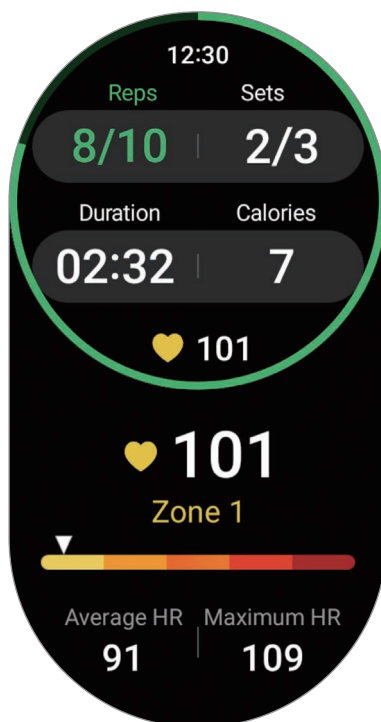 12:30
Reps Sets
8/10 2/3
Duration Calories
02:32 7
101
101
Zone 1
Average HR Maximum HR
91 109